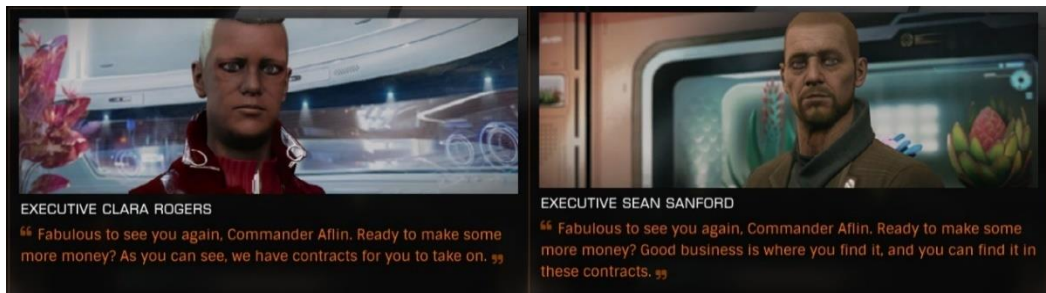 EXECUTIVE CLARA ROGERS
“ Fabulous to see you again, Commander Aflin. Ready to make some
more money? As you can see, we have contracts for you to take on. ”
EXECUTIVE SEAN SANFORD
“ Fabulous to see you again, Commander Aflin. Ready to make some
more money? Good business is where you find it, and you can find it in
these contracts. ”